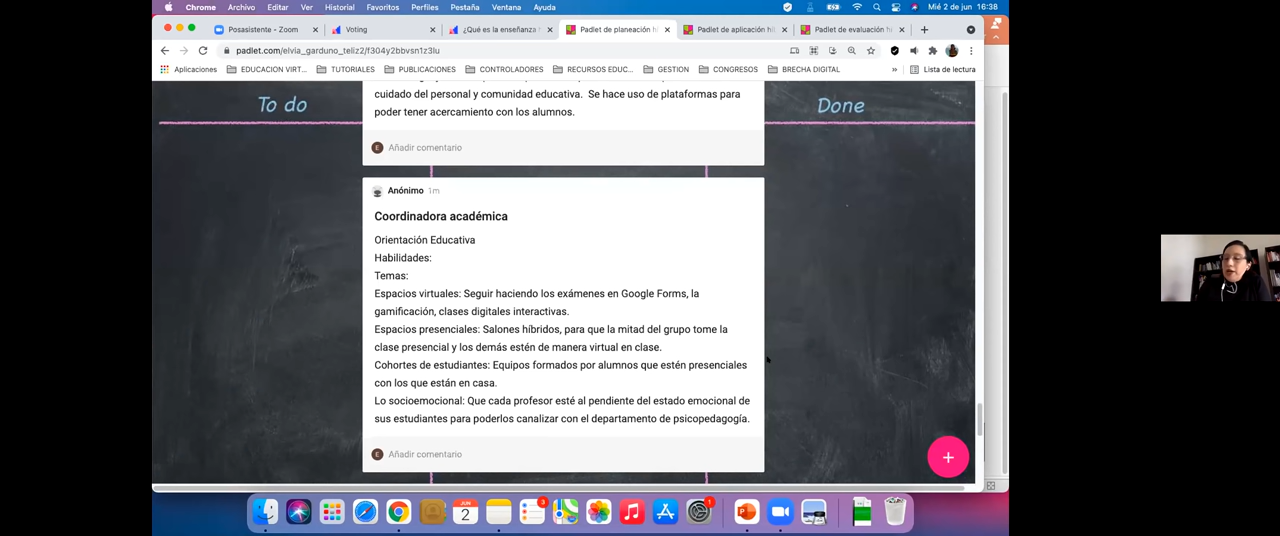 Chrome Archivo Editar Ver Historial Favoritos Perfiles Pestaña Ventana Ayuda Mié 2 de jun 16:38
Posasistente - Zoom Voting ¿Qué es la enseñanza Padlet de planeación hí Padlet de aplicación hí Padlet de evaluación hí
padlet.com/elvia_garduno_teliz2/f304y2bbvsn1z3lu
Aplicaciones EDUCACION VIRT... TUTORIALES PUBLICACIONES CONTROLADORES RECURSOS EDUC... GESTION CONGRESOS BRECHA DIGITAL » Lista de lectura
cuidado del personal y comunidad educativa. Se hace uso de plataformas para
To do
Done
poder tener acercamiento con los alumnos.
E Añadir comentario
Anónimo 1m
Coordinadora académica
Orientación Educativa
Habilidades:
Temas:
Espacios virtuales: Seguir haciendo los exámenes en Google Forms, la
gamificación, clases digitales interactivas.
Espacios presenciales: Salones híbridos, para que la mitad del grupo tome la
clase presencial y los demás estén de manera virtual en clase.
Cohortes de estudiantes: Equipos formados por alumnos que estén presenciales
con los que están en casa.
Lo socioemocional: Que cada profesor esté al pendiente del estado emocional de
sus estudiantes para poderlos canalizar con el departamento de psicopedagogía.
E Añadir comentario
JUN
2
3
1